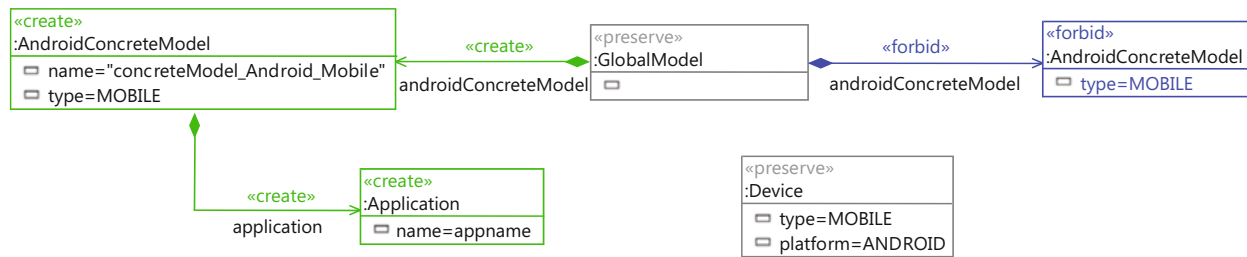 «create»
:AndroidConcreteModel
name="concreteModel_Android_Mobile"
type=MOBILE
«create»
androidConcreteModel
«preserve»
:GlobalModel
«forbid»
androidConcreteModel
«forbid»
:AndroidConcreteModel
type=MOBILE
«create»
application
«create»
:Application
name=appname
«preserve»
:Device
type=MOBILE
platform=ANDROID